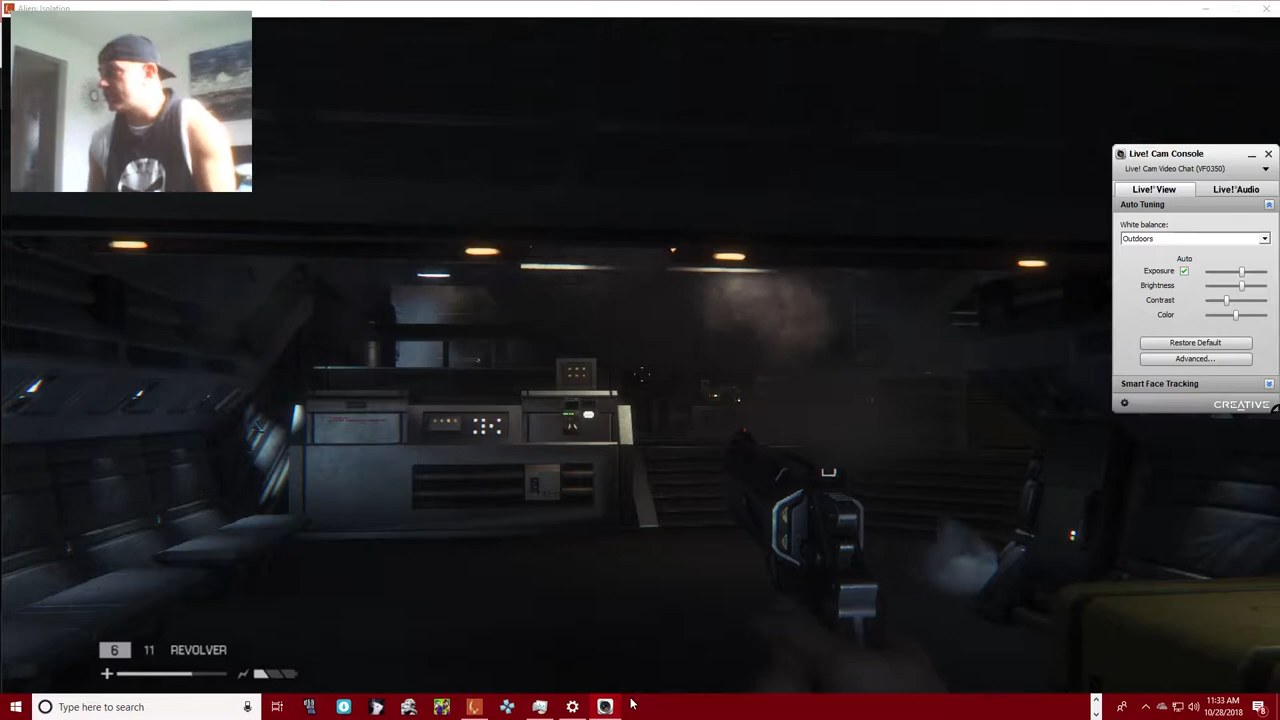 Alien: Isolation
Live! Cam Console
Live! Cam Video Chat (VF0350)
Live! View
Live! Audio
Auto Tuning
White balance:
Outdoors
Auto
Exposure
Brightness
Contrast
Color
Restore Default
Advanced...
Smart Face Tracking
CREATIVE
6 11 REVOLVER
Type here to search
11:33 AM
10/28/2018
8